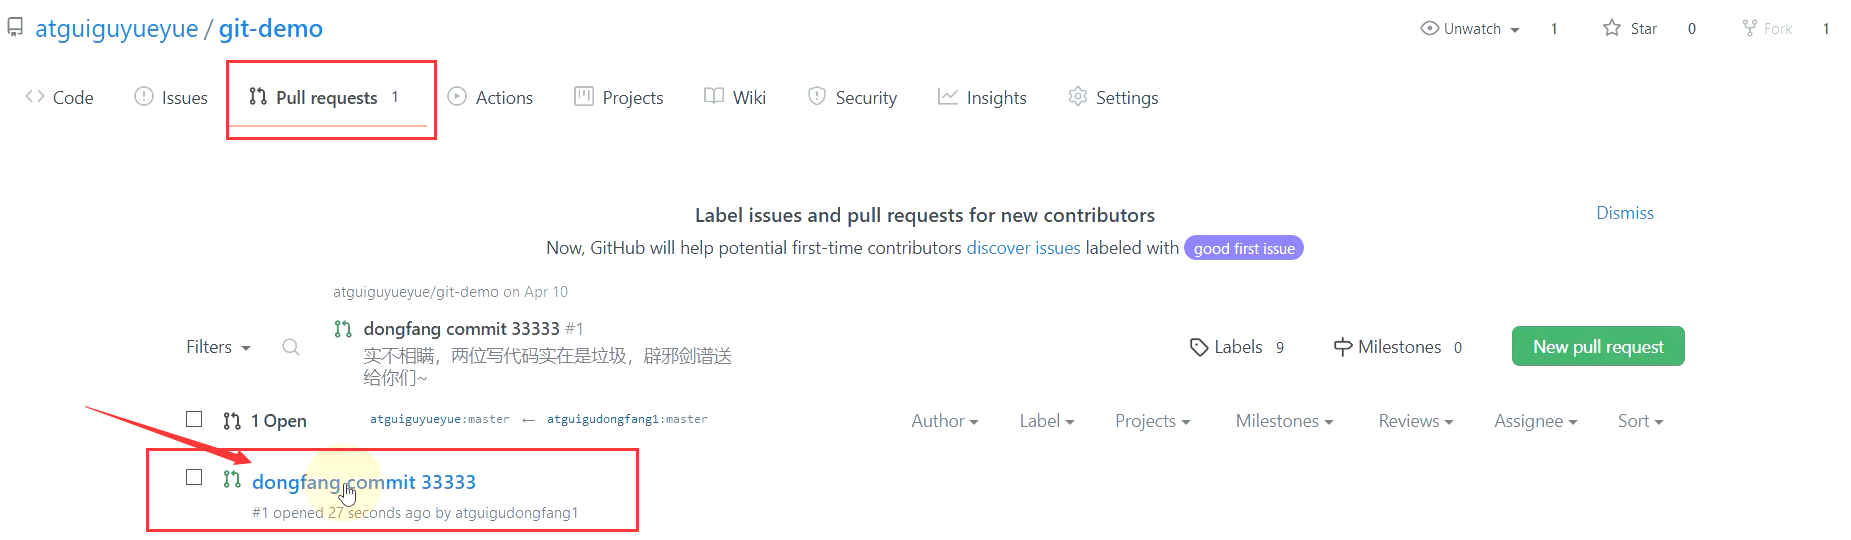 atguiguyueyue / git-demo
Unwatch 1 Star 0 Fork 1
Code Issues Pull requests 1 Actions Projects Wiki Security Insights Settings
Label issues and pull requests for new contributors
Dismiss
Now, GitHub will help potential first-time contributors discover issues labeled with good first issue
atguiguyueyue/git-demo on Apr 10
dongfang commit 33333 #1
Filters
实不相瞒，两位写代码实在是垃圾，辟邪剑谱送
给你们~
Labels 9 Milestones 0 New pull request
1 Open
atguiguyueyue:master ← atguigudongfang1:master
Author Label Projects Milestones Reviews Assignee Sort
dongfang commit 33333
#1 opened 27 seconds ago by atguigudongfang1